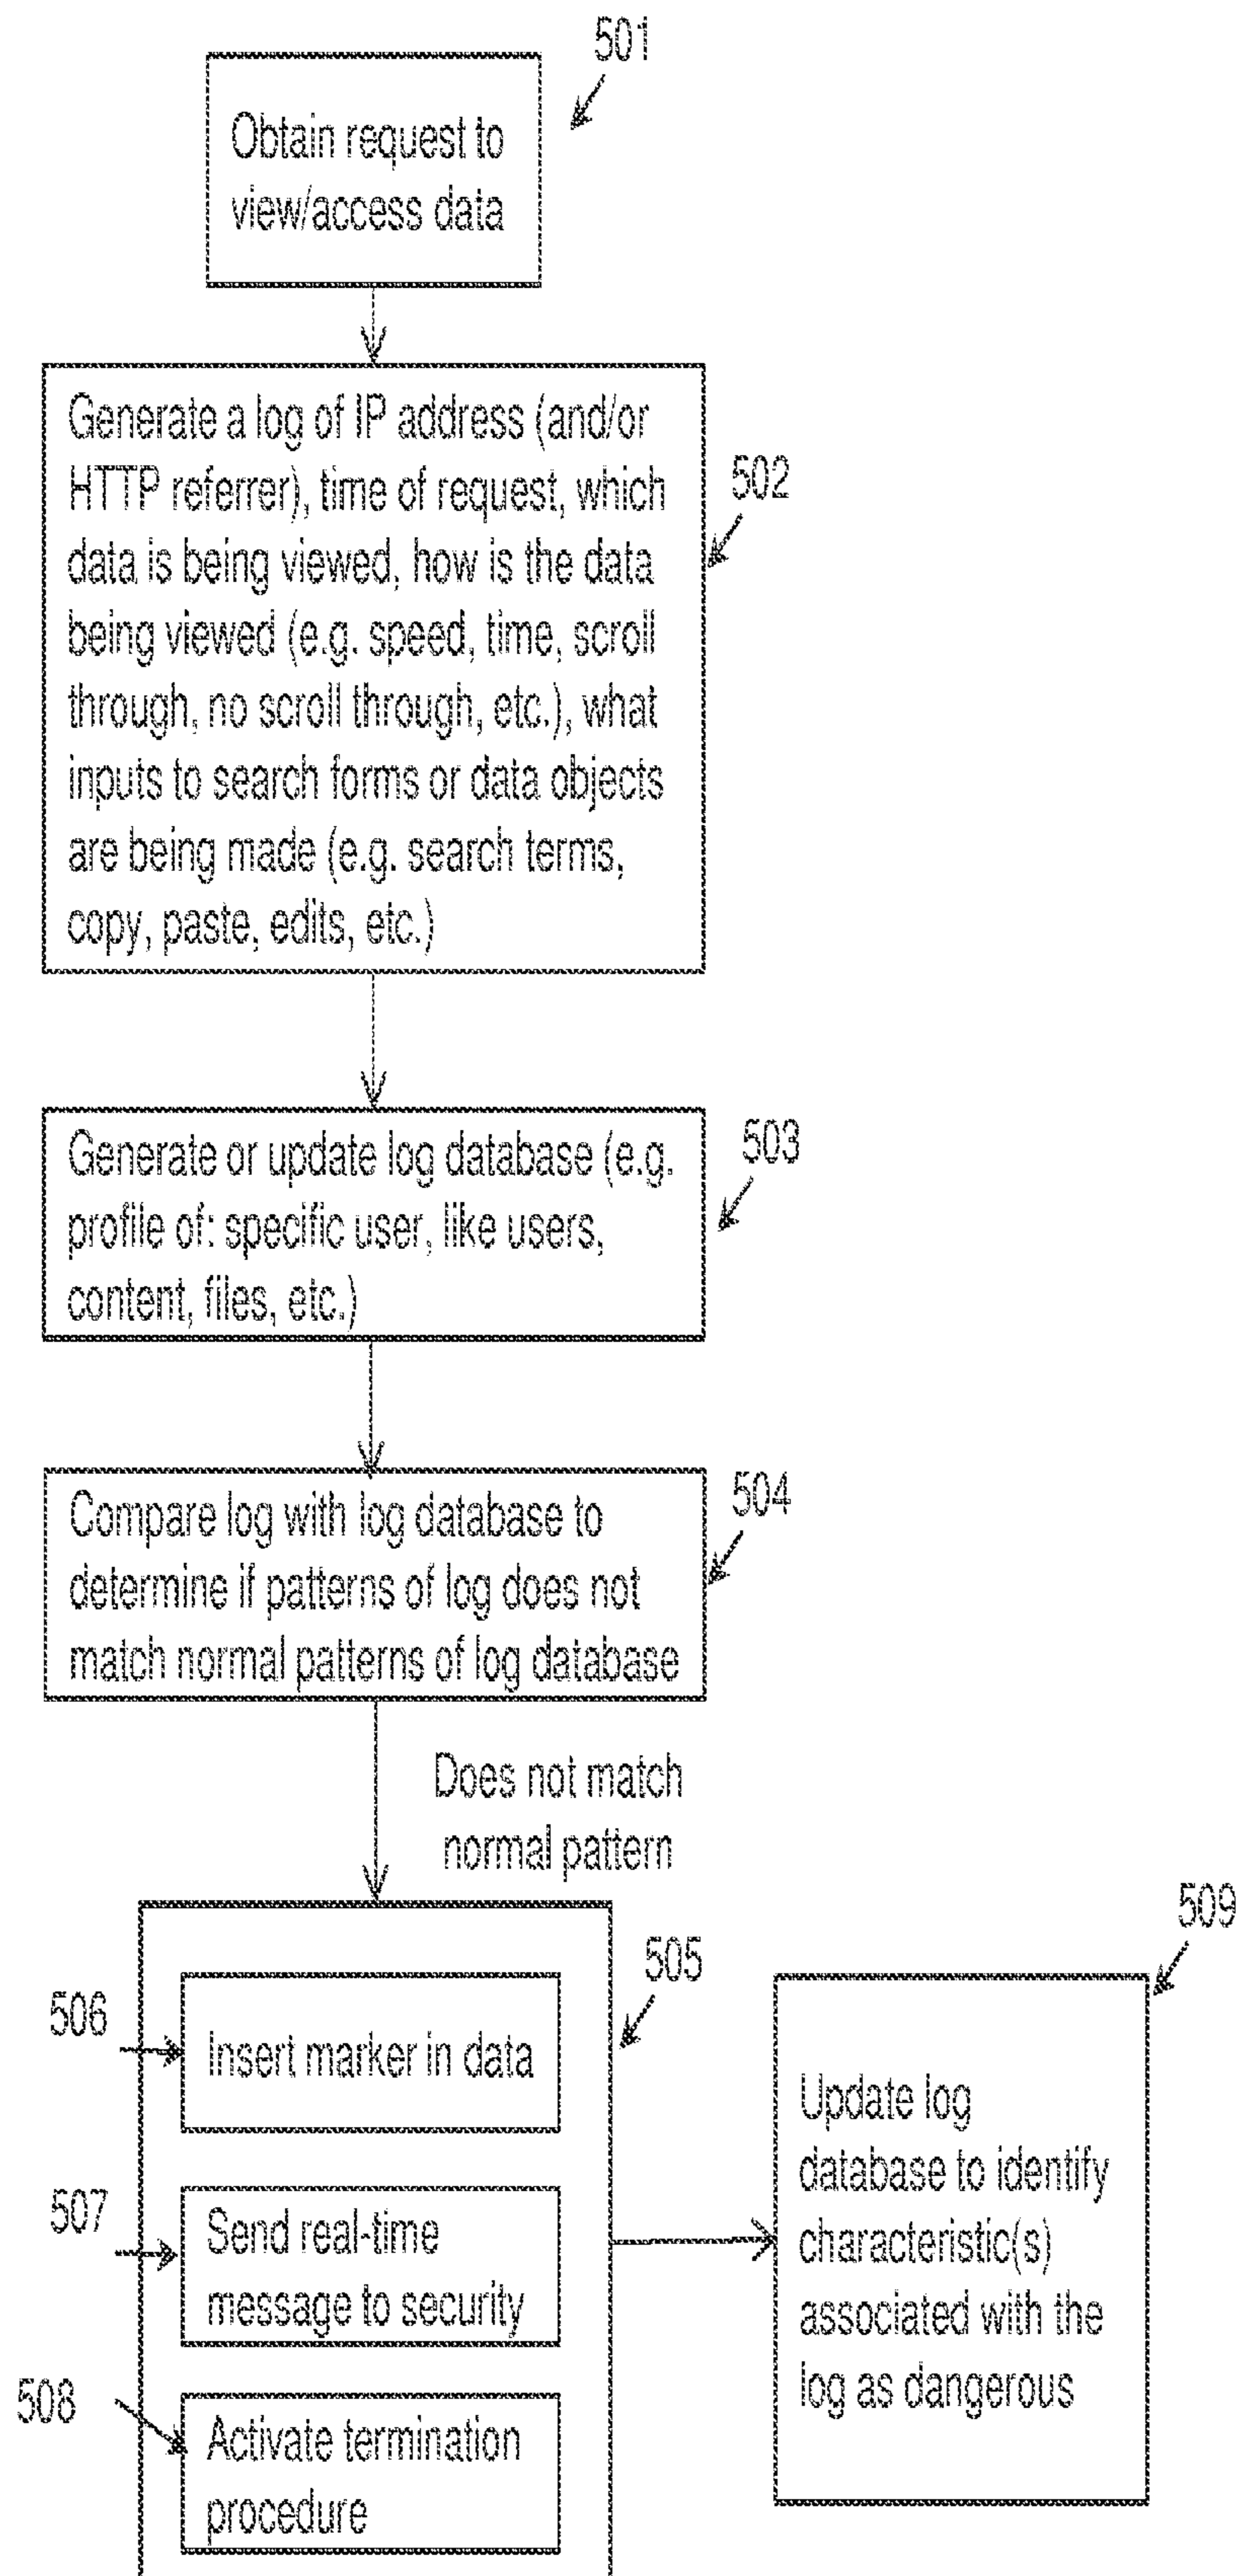 501
Obtain request to
view/access data
Generate a log of IP address (and/or
HTTP referrer), time of request, which
data is being viewed, how is the data
being viewed (e.g. speed, time, scroll
through, no scroll through, etc.), what
inputs to search forms or data objects
are being made (e.g. search terms,
copy, paste, edits, etc.)
502
Generate or update log database (e.g.
profile of: specific user, like users,
content, files, etc.)
503
Compare log with log database to
determine if patterns of log does not
match normal patterns of log database
504
Does not match
normal pattern
505
506
Insert marker in data
507
Send real-time
message to security
508
Activate termination
procedure
509
Update log
database to identify
characteristic(s)
associated with the
log as dangerous